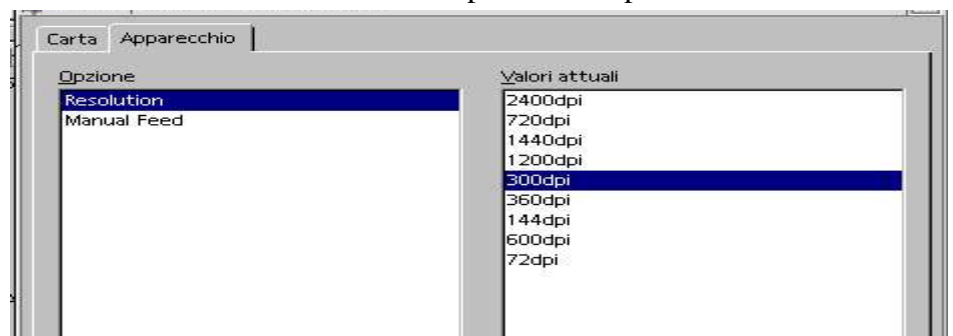 Carta Apparecchio
Opzione
Valori attuali
Resolution
Manual Feed
2400dpi
720dpi
1440dpi
1200dpi
300dpi
360dpi
144dpi
600dpi
72dpi